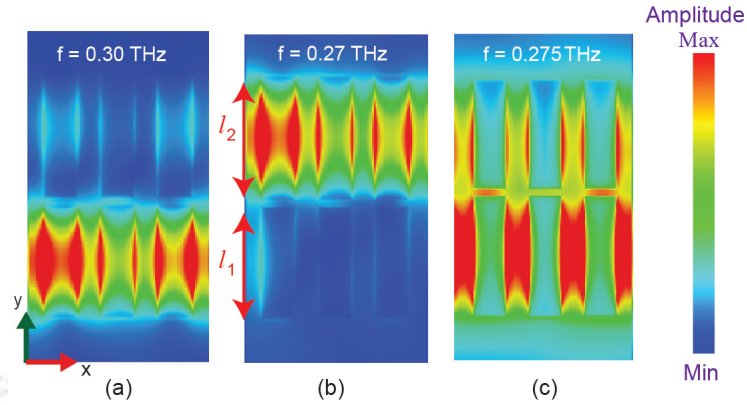 Amplitude
Max
f = 0.30 THz
f = 0.27 THz
f = 0.275 THz
l2
l1
y
x
Min
(a)
(b)
(c)